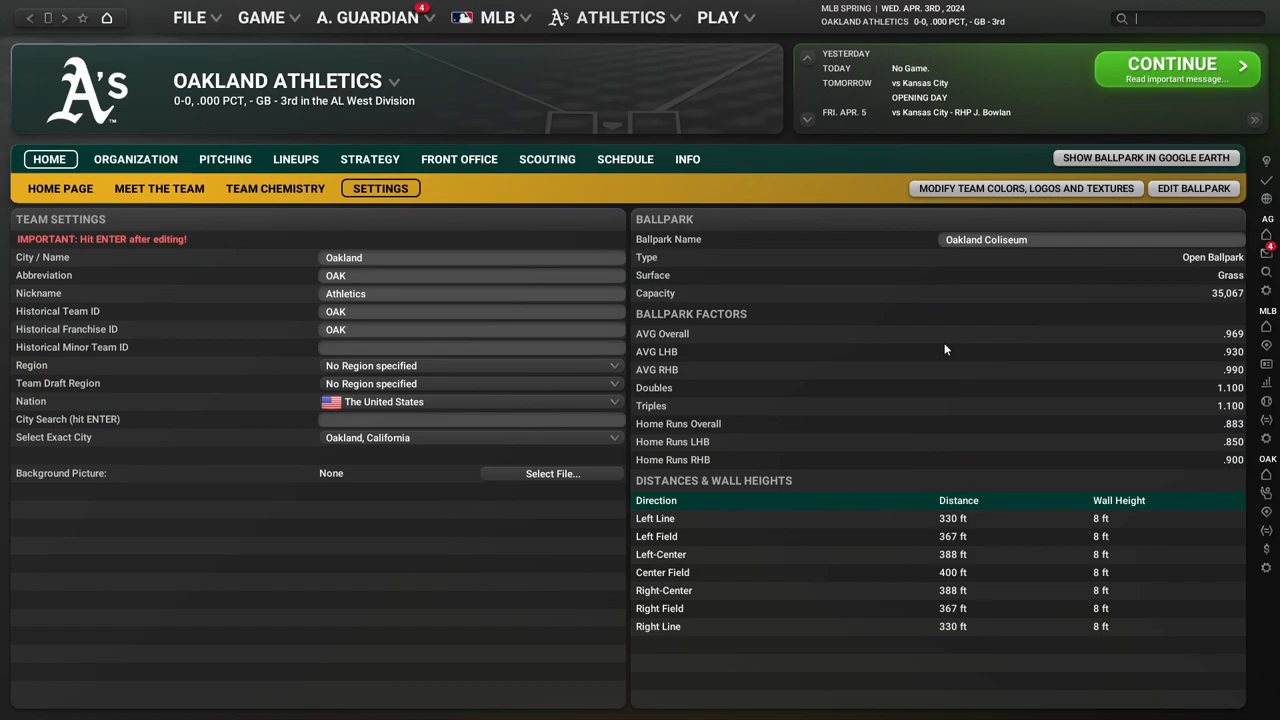 FILE GAME A. GUARDIAN 4 MLB A's ATHLETICS PLAY
MLB SPRING | WED. APR. 3RD , 2024
OAKLAND ATHLETICS 0-0, .000 PCT, - GB - 3rd
A's
TM
OAKLAND ATHLETICS
0-0, .000 PCT, - GB - 3rd in the AL West Division
YESTERDAY
TODAY No Game.
TOMORROW vs Kansas City
OPENING DAY
FRI. APR. 5 vs Kansas City - RHP J. Bowlan
CONTINUE
Read important message...
HOME ORGANIZATION PITCHING LINEUPS STRATEGY FRONT OFFICE SCOUTING SCHEDULE INFO SHOW BALLPARK IN GOOGLE EARTH
HOME PAGE MEET THE TEAM TEAM CHEMISTRY SETTINGS MODIFY TEAM COLORS, LOGOS AND TEXTURES EDIT BALLPARK
TEAM SETTINGS
IMPORTANT: Hit ENTER after editing!
City / Name Oakland
Abbreviation OAK
Nickname Athletics
Historical Team ID OAK
Historical Franchise ID OAK
Historical Minor Team ID
Region No Region specified
Team Draft Region No Region specified
Nation The United States
City Search (hit ENTER)
Select Exact City Oakland, California
Background Picture: None Select File...
BALLPARK
Ballpark Name Oakland Coliseum
Type Open Ballpark
Surface Grass
Capacity 35,067
BALLPARK FACTORS
AVG Overall .969
AVG LHB .930
AVG RHB .990
Doubles 1.100
Triples 1.100
Home Runs Overall .883
Home Runs LHB .850
Home Runs RHB .900
DISTANCES & WALL HEIGHTS
Direction Distance Wall Height
Left Line 330 ft 8 ft
Left Field 367 ft 8 ft
Left-Center 388 ft 8 ft
Center Field 400 ft 8 ft
Right-Center 388 ft 8 ft
Right Field 367 ft 8 ft
Right Line 330 ft 8 ft
AG
4
MLB
OAK